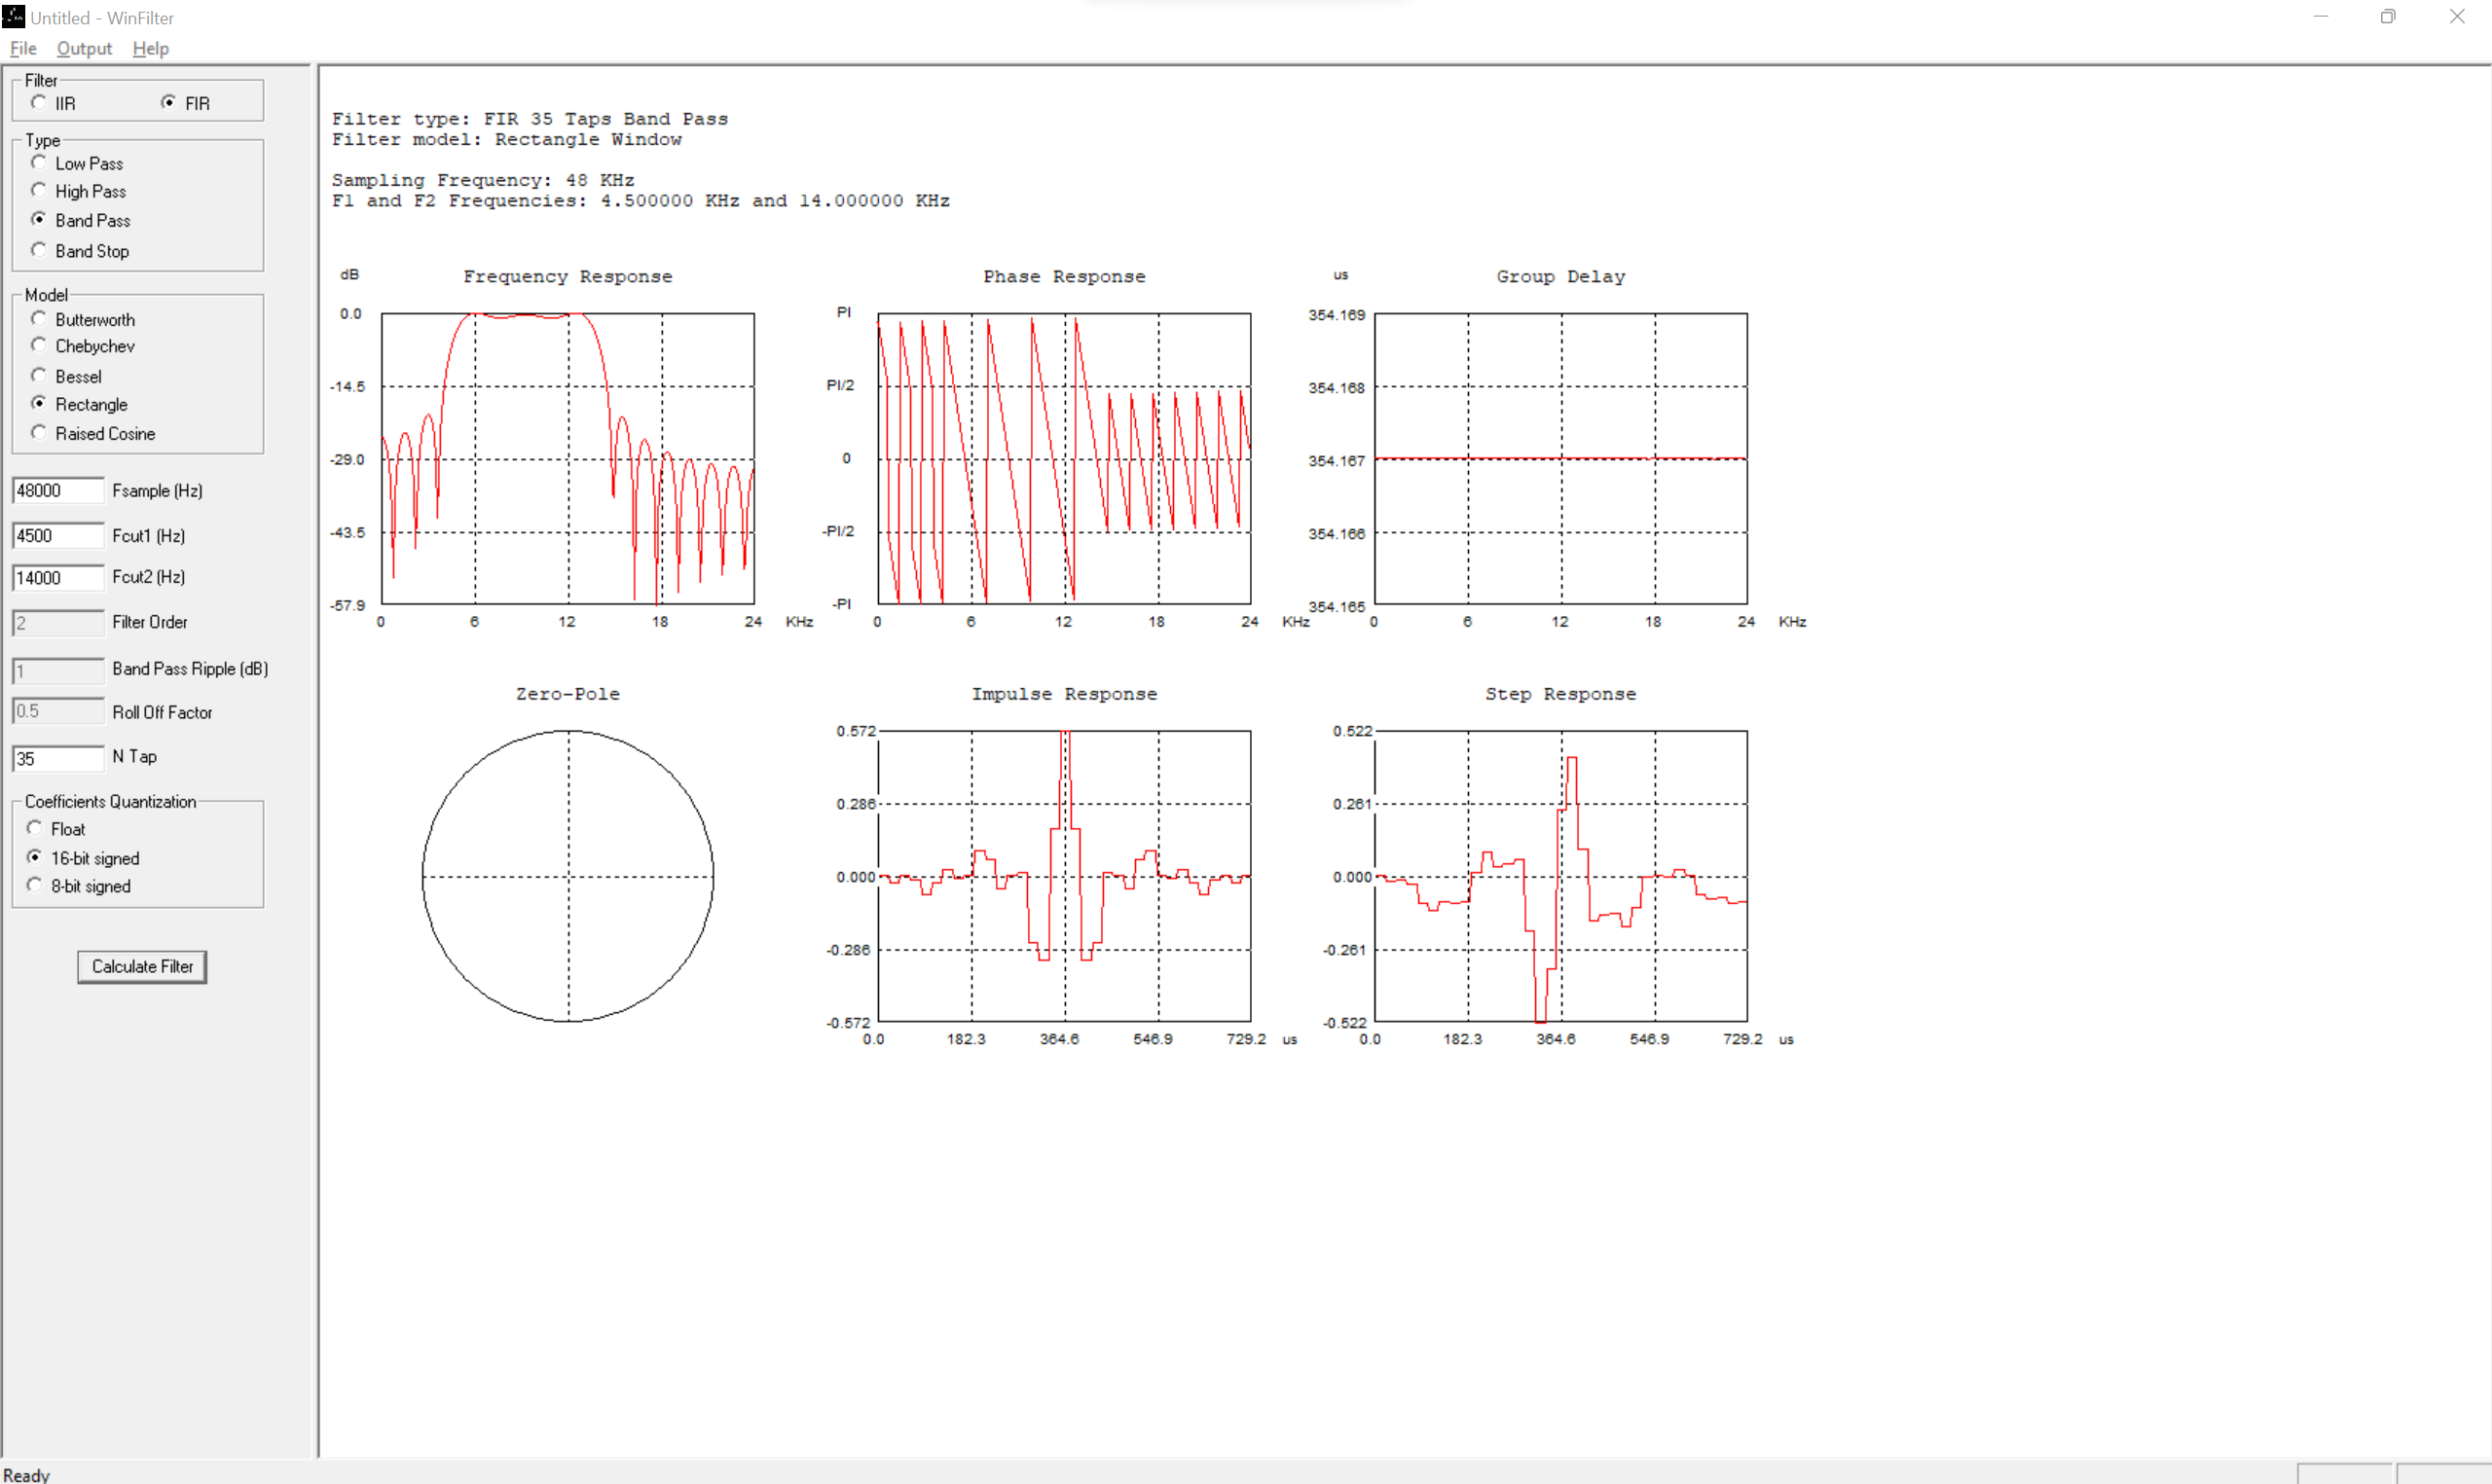 Untitled - WinFilter
File Output Help
Filter
IIR FIR
Type
Low Pass
High Pass
Band Pass
Band Stop
Model
Butterworth
Chebychev
Bessel
Rectangle
Raised Cosine
48000 Fsample (Hz)
4500 Fcut1 (Hz)
14000 Fcut2 (Hz)
2 Filter Order
1 Band Pass Ripple (dB)
0.5 Roll Off Factor
35 N Tap
Coefficients Quantization
Float
16-bit signed
8-bit signed
Calculate Filter
Filter type: FIR 35 Taps Band Pass
Filter model: Rectangle Window
Sampling Frequency: 48 KHz
F1 and F2 Frequencies: 4.500000 KHz and 14.000000 KHz
dB Frequency Response
0.0
-14.5
-29.0
-43.5
-57.9
0 6 12 18 24 KHz
Phase Response
PI
PI/2
0
-PI/2
-PI
0 6 12 18 24 KHz
us Group Delay
354.169
354.168
354.167
354.166
354.165
0 6 12 18 24 KHz
Zero-Pole
Impulse Response
0.572
0.286
0.000
-0.286
-0.572
0.0 182.3 364.6 546.9 729.2 us
Step Response
0.522
0.261
0.000
-0.261
-0.522
0.0 182.3 364.6 546.9 729.2 us
Ready